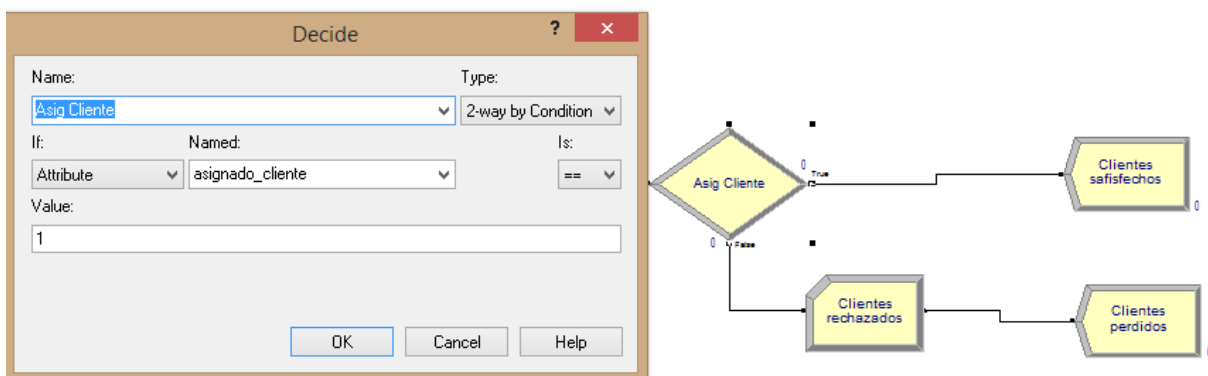 Decide
? ×
Name:
Type:
Asig Cliente
2-way by Condition
If:
Named:
Is:
Attribute
asignado_cliente
==
Value:
1
OK
Cancel
Help
Asig Cliente
0
True
0
False
Clientes
safisfechos
0
Clientes
rechazados
Clientes
perdidos